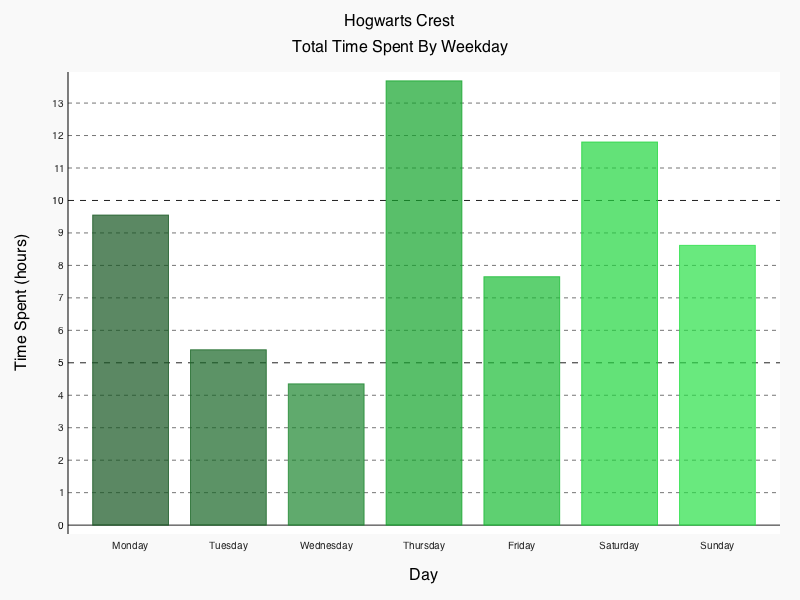 Hogwarts Crest
Total Time Spent By Weekday
Time Spent (hours)
13
12
11
10
9
8
7
6
5
4
3
2
1
0
Monday Tuesday Wednesday Thursday Friday Saturday Sunday
Day